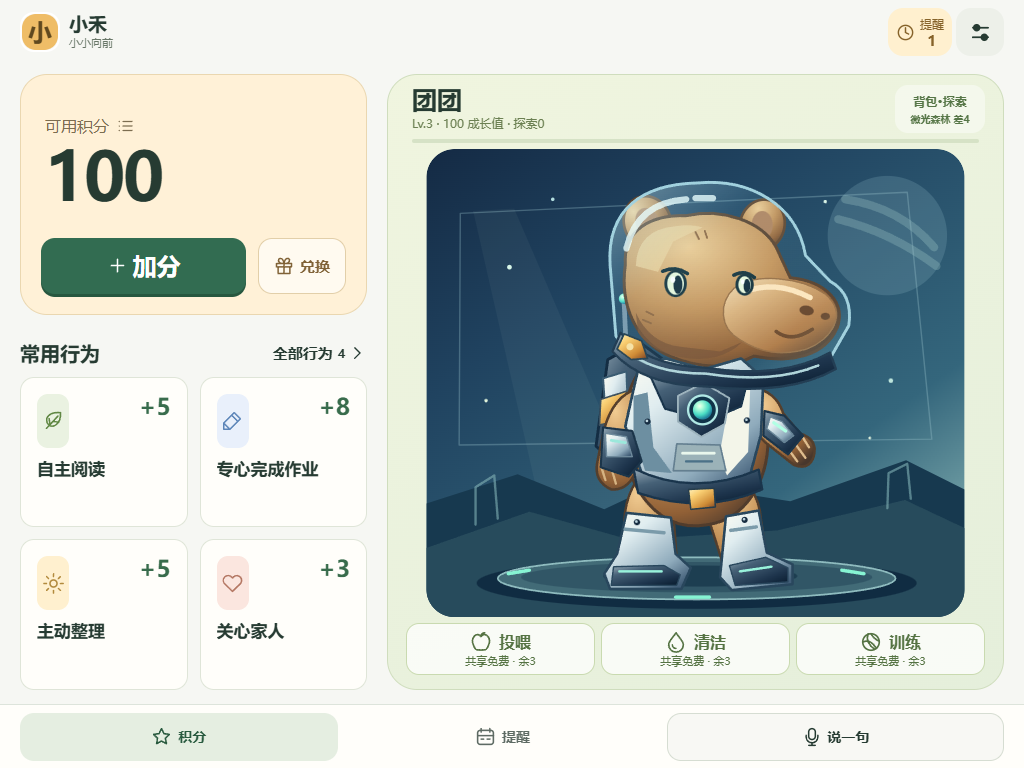 小
小禾
小小向前
提醒
1
可用积分
100
+ 加分
兑换
团团
Lv.3 · 100 成长值 · 探索0
背包•探索
微光森林 差4
常用行为
全部行为 4
+5
自主阅读
+8
专心完成作业
+5
主动整理
+3
关心家人
投喂
共享免费 · 余3
清洁
共享免费 · 余3
训练
共享免费 · 余3
积分
提醒
说一句